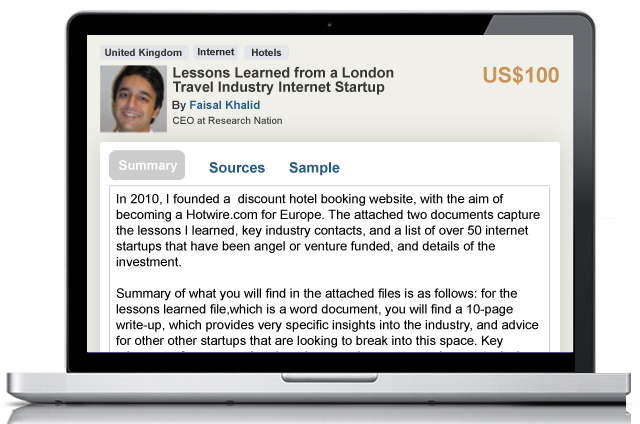 United Kingdom Internet Hotels
Lessons Learned from a London
Travel Industry Internet Startup
US$100
By Faisal Khalid
CEO at Research Nation
Summary Sources Sample
In 2010, I founded a discount hotel booking website, with the aim of
becoming a Hotwire.com for Europe. The attached two documents capture
the lessons I learned, key industry contacts, and a list of over 50 internet
startups that have been angel or venture funded, and details of the
investment.
Summary of what you will find in the attached files is as follows: for the
lessons learned file,which is a word document, you will find a 10-page
write-up, which provides very specific insights into the industry, and advice
for other other startups that are looking to break into this space. Key